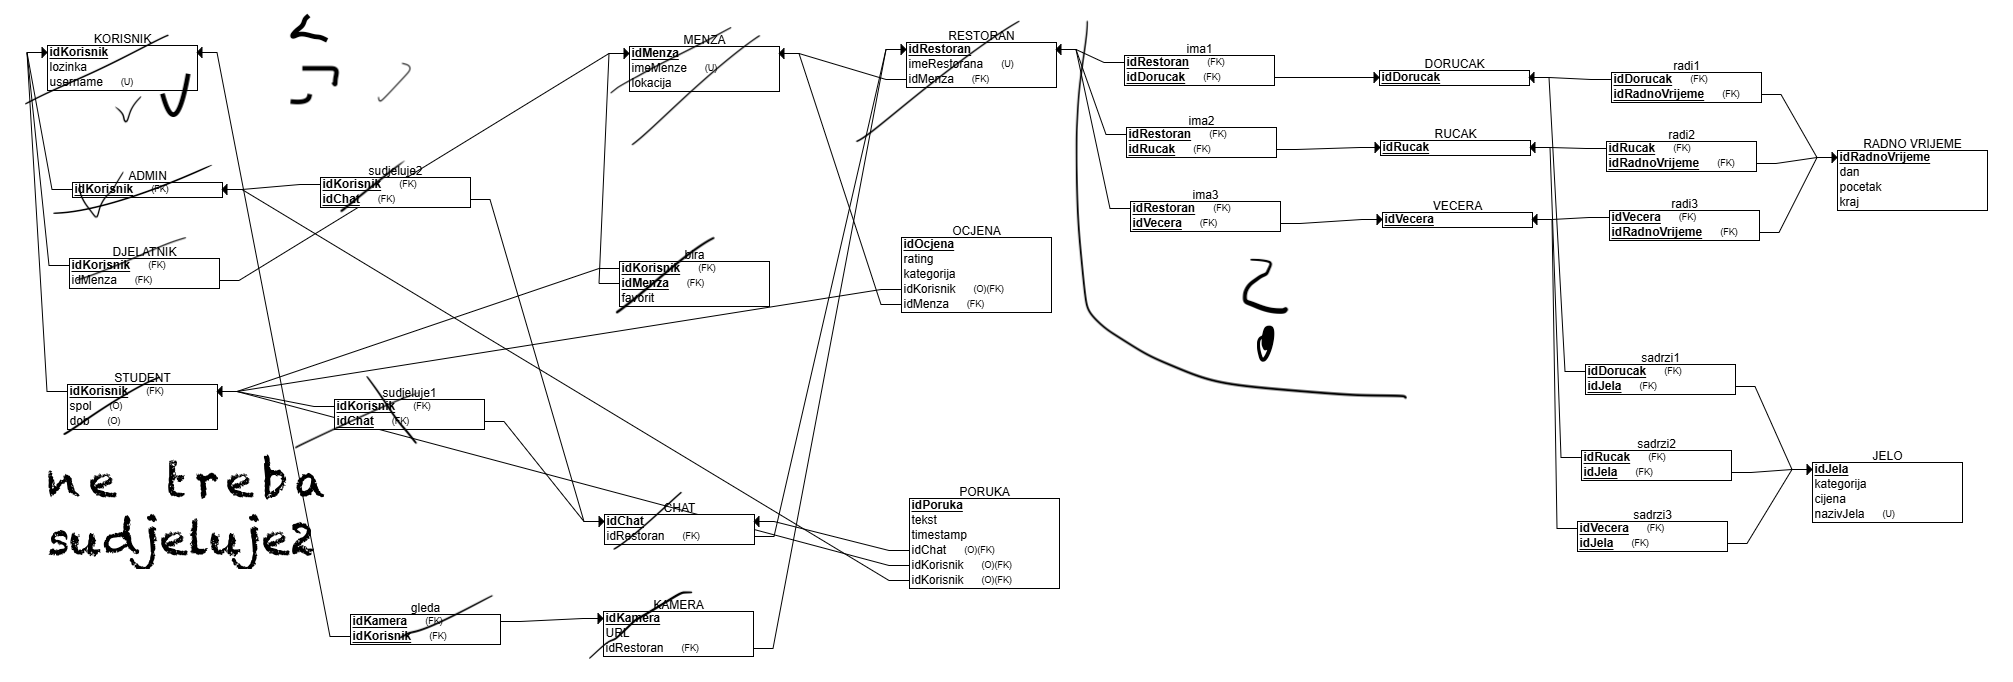 KORISNIK
idKorisnik
lozinka
username (U)
ADMIN
idKorisnik (FK)
DJELATNIK
idKorisnik (FK)
idMenza (FK)
STUDENT
idKorisnik (FK)
spol (O)
dob (O)
ne treba
sudjeluje2
sudjeluje2
idKorisnik (FK)
idChat (FK)
sudjeluje1
idKorisnik (FK)
idChat (FK)
gleda
idKamera (FK)
idKorisnik (FK)
MENZA
idMenza
imeMenze (U)
lokacija
bira
idKorisnik (FK)
idMenza (FK)
favorit
CHAT
idChat
idRestoran (FK)
KAMERA
idKamera
URL
idRestoran (FK)
RESTORAN
idRestoran
imeRestorana (U)
idMenza (FK)
OCJENA
idOcjena
rating
kategorija
idKorisnik (O)(FK)
idMenza (FK)
PORUKA
idPoruka
tekst
timestamp
idChat (O)(FK)
idKorisnik (O)(FK)
idKorisnik (O)(FK)
ima1
idRestoran (FK)
idDorucak (FK)
ima2
idRestoran (FK)
idRucak (FK)
ima3
idRestoran (FK)
idVecera (FK)
DORUCAK
idDorucak
RUCAK
idRucak
VECERA
idVecera
radi1
idDorucak (FK)
idRadnoVrijeme (FK)
radi2
idRucak (FK)
idRadnoVrijeme (FK)
radi3
idVecera (FK)
idRadnoVrijeme (FK)
RADNO VRIJEME
idRadnoVrijeme
dan
pocetak
kraj
sadrzi1
idDorucak (FK)
idJela (FK)
sadrzi2
idRucak (FK)
idJela (FK)
sadrzi3
idVecera (FK)
idJela (FK)
JELO
idJela
kategorija
cijena
nazivJela (U)